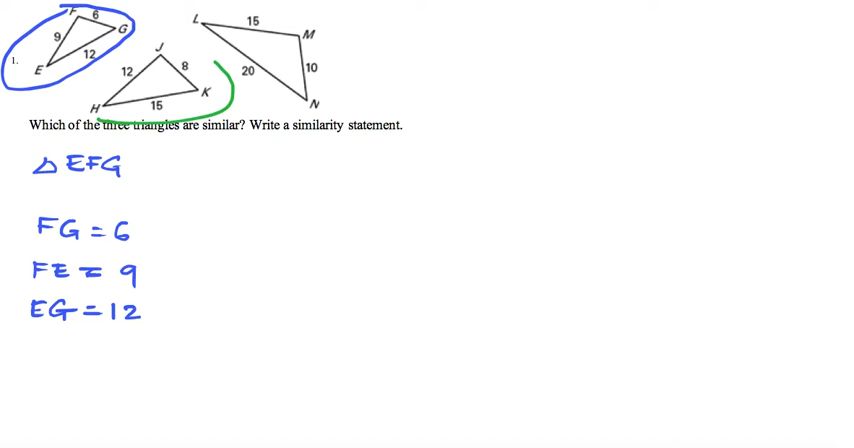 1.
F
6
G
9
12
E
J
12
8
K
H
15
L
15
M
20
10
N
Which of the three triangles are similar? Write a similarity statement.
△ EFG
FG = 6
FE = 9
EG = 12